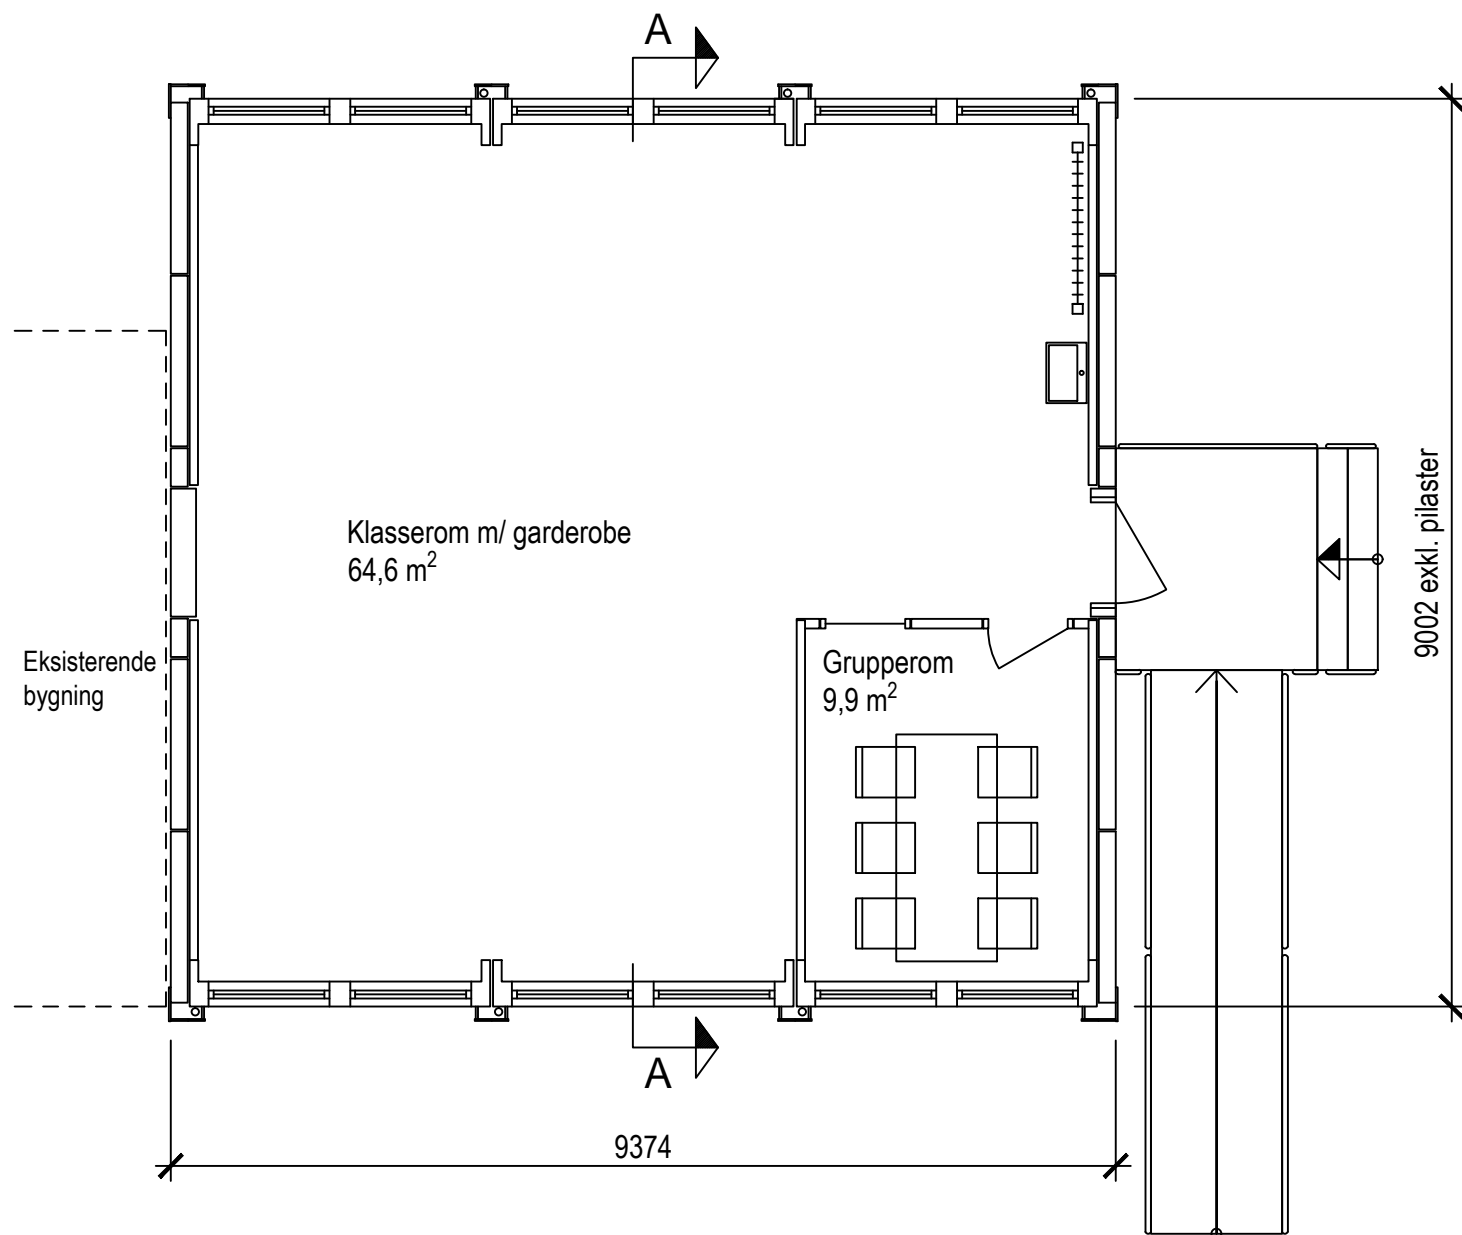 A
Klasserom m/ garderobe
64,6 m²
Eksisterende
bygning
Grupperom
9,9 m²
9002 exkl. pilaster
A
9374